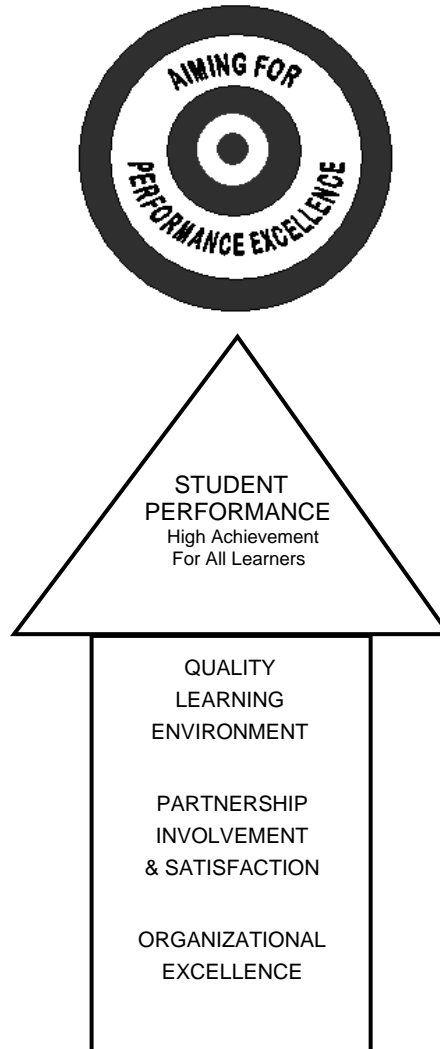 AIMING FOR
PERFORMANCE EXCELLENCE
STUDENT
PERFORMANCE
High Achievement
For All Learners
QUALITY
LEARNING
ENVIRONMENT
PARTNERSHIP
INVOLVEMENT
& SATISFACTION
ORGANIZATIONAL
EXCELLENCE